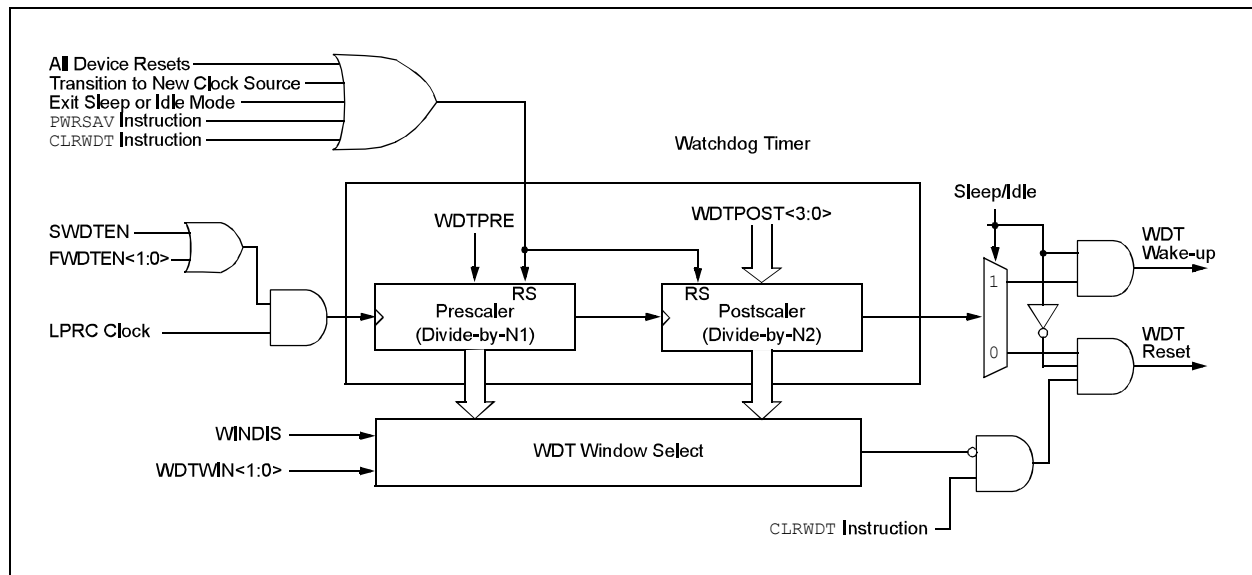 All Device Resets
Transition to New Clock Source
Exit Sleep or Idle Mode
PWRSAV Instruction
CLRWDT Instruction
Watchdog Timer
Sleep/Idle
SWDTEN
FWDTEN<1:0>
LPRC Clock
WDTPRE
WDTPOST<3:0>
RS
Prescaler
(Divide-by-N1)
RS
Postscaler
(Divide-by-N2)
1
0
WDT
Wake-up
WDT
Reset
WINDIS
WDTWIN<1:0>
WDT Window Select
CLRWDT Instruction